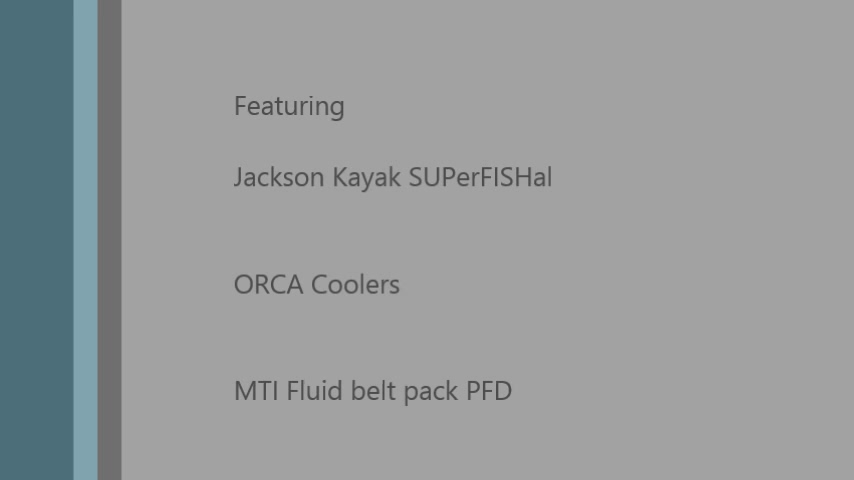 Featuring
Jackson Kayak SUPerFISHal
ORCA Coolers
MTI Fluid belt pack PFD